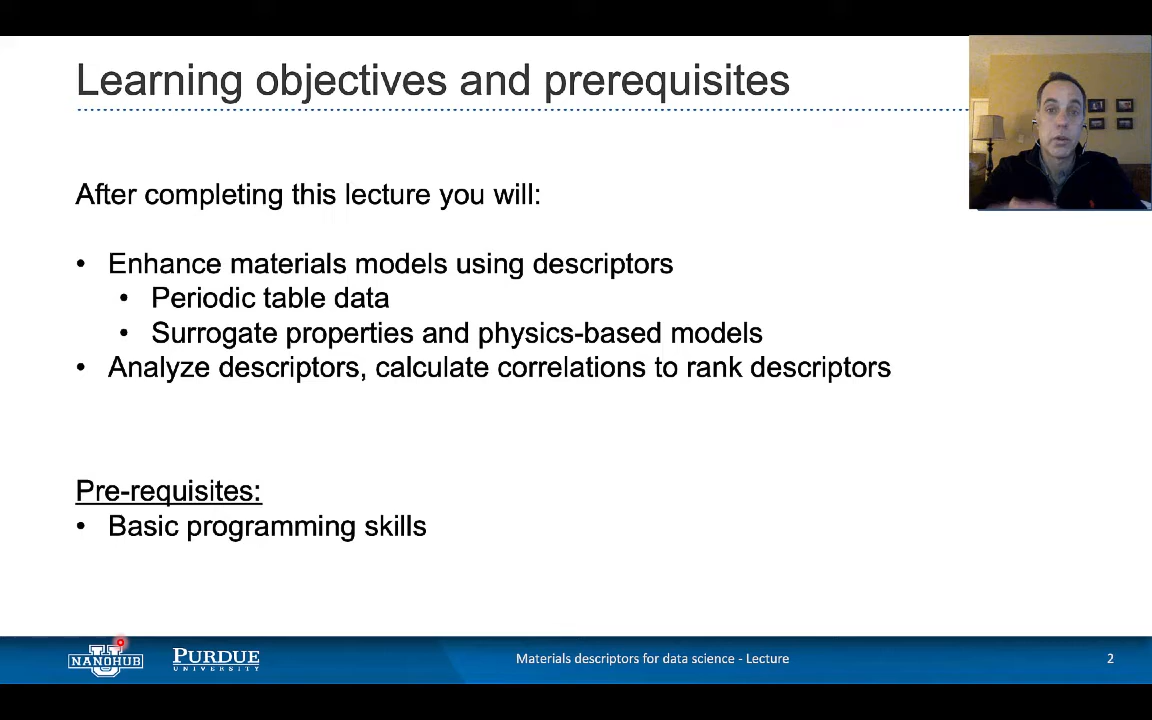 Learning objectives and prerequisites
After completing this lecture you will:
• Enhance materials models using descriptors
• Periodic table data
• Surrogate properties and physics-based models
• Analyze descriptors, calculate correlations to rank descriptors
Pre-requisites:
• Basic programming skills
U
NANOHUB
PURDUE
UNIVERSITY
Materials descriptors for data science - Lecture
2